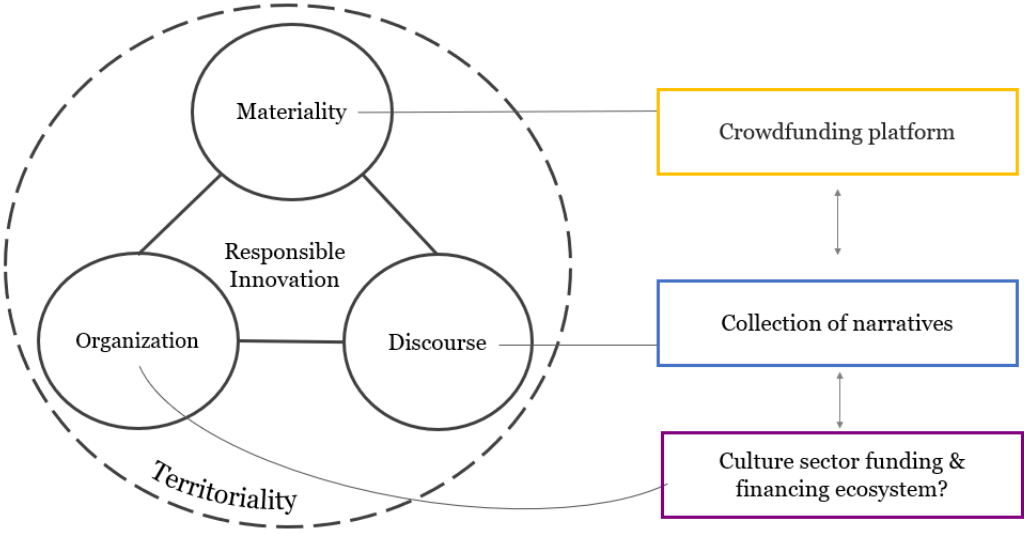 Materiality
Crowdfunding platform
Responsible
Innovation
Organization
Discourse
Collection of narratives
Territoriality
Culture sector funding &
financing ecosystem?